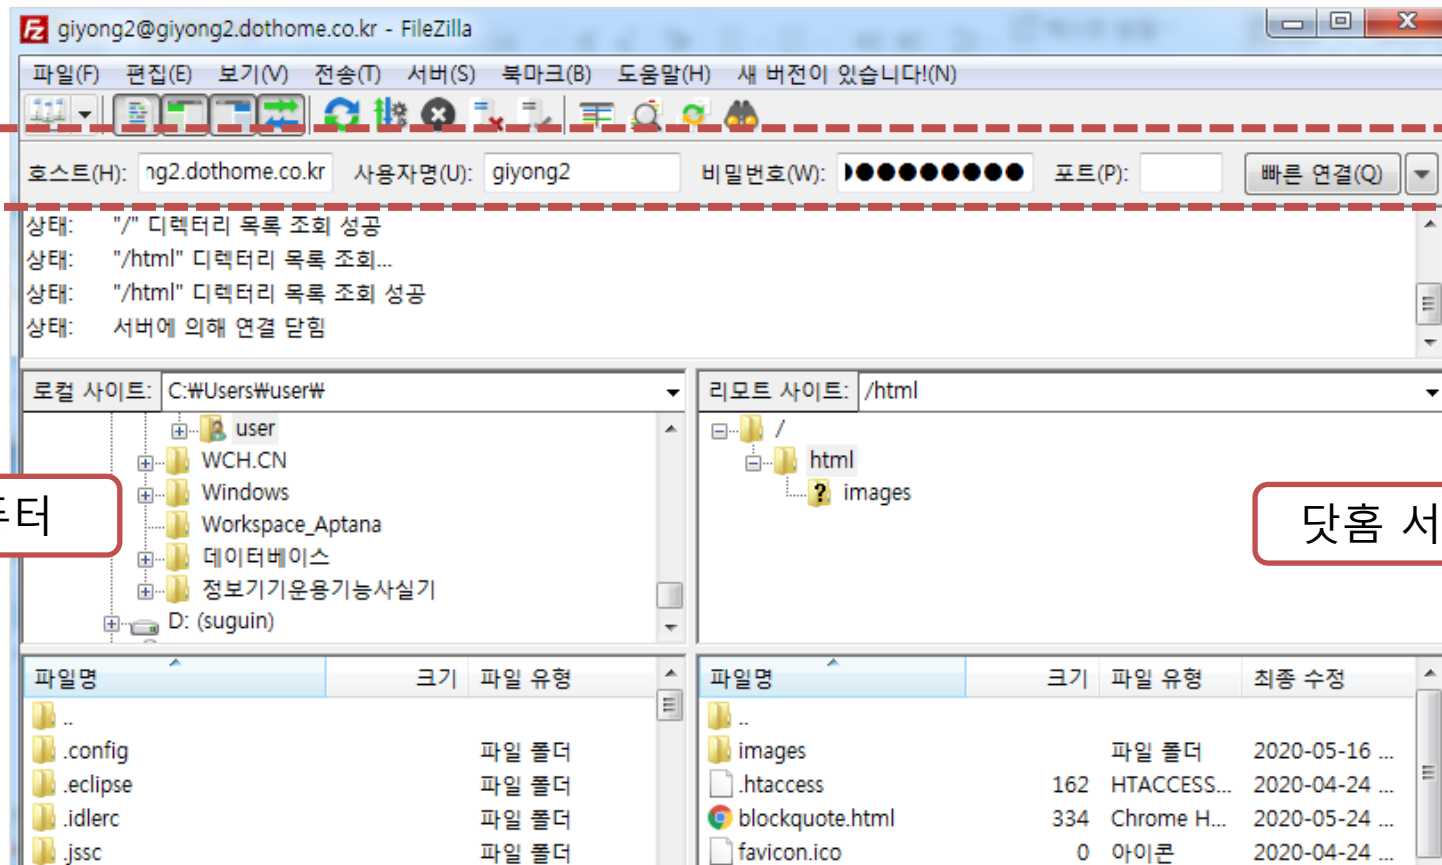 giyong2@giyong2.dothome.co.kr - FileZilla
파일(F) 편집(E) 보기(V) 전송(T) 서버(S) 북마크(B) 도움말(H) 새 버전이 있습니다!(N)
호스트(H): ng2.dothome.co.kr 사용자명(U): giyong2 비밀번호(W): ●●●●●●●●● 포트(P): 빠른 연결(Q)
상태: "/" 디렉터리 목록 조회 성공
상태: "/html" 디렉터리 목록 조회...
상태: "/html" 디렉터리 목록 조회 성공
상태: 서버에 의해 연결 닫힘
로컬 사이트: C:₩Users₩user₩
user
WCH.CN
Windows
Workspace_Aptana
데이터베이스
정보기기운용기능사실기
D: (suguin)
터
리모트 사이트: /html
/
html
images
닷홈 서
파일명 크기 파일 유형
..
.config 파일 폴더
.eclipse 파일 폴더
.idlerc 파일 폴더
.jssc 파일 폴더
파일명 크기 파일 유형 최종 수정
..
images 파일 폴더 2020-05-16 ...
.htaccess 162 HTACCESS... 2020-04-24 ...
blockquote.html 334 Chrome H... 2020-05-24 ...
favicon.ico 0 아이콘 2020-04-24 ...